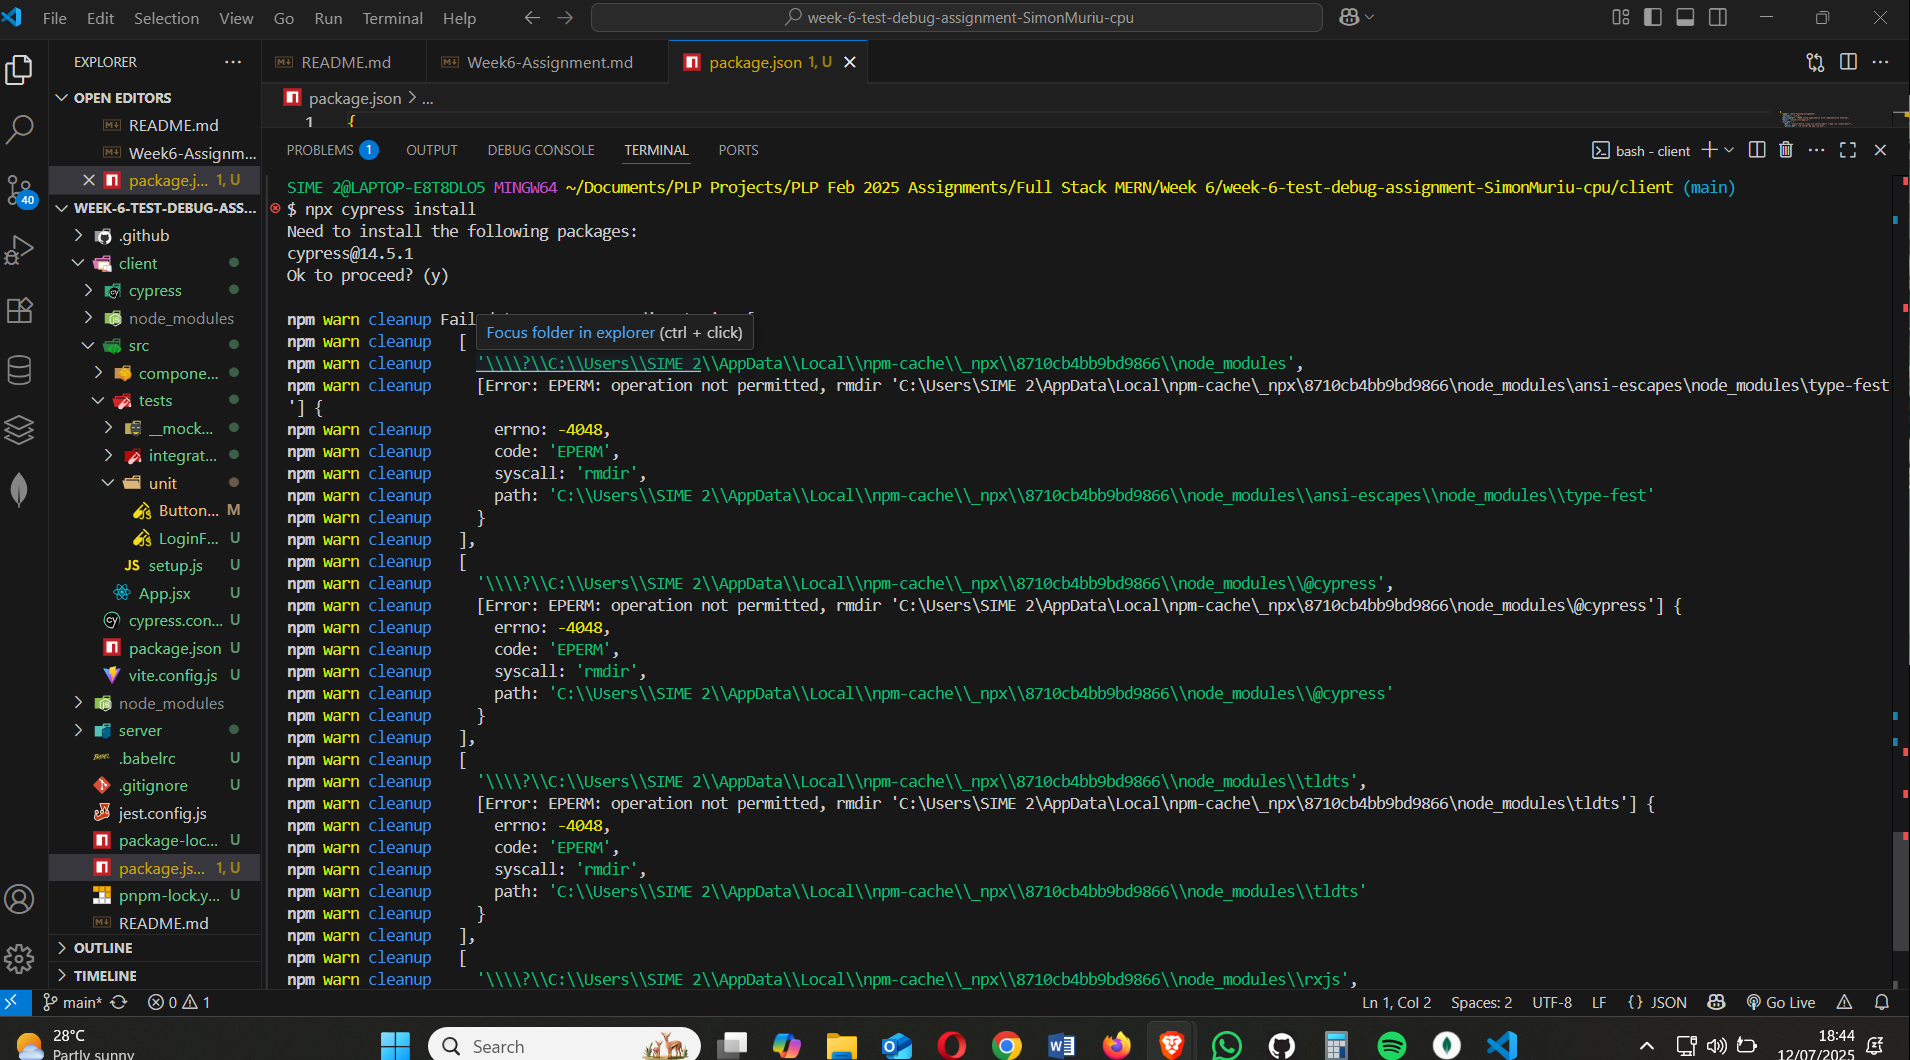 File Edit Selection View Go Run Terminal Help
week-6-test-debug-assignment-SimonMuriu-cpu
EXPLORER
README.md
Week6-Assignment.md
package.json 1, U
OPEN EDITORS
README.md
Week6-Assignm...
package.j... 1, U
40
WEEK-6-TEST-DEBUG-ASS...
.github
client
cypress
node_modules
src
compone...
tests
__mock...
integrat...
unit
Button... M
LoginF... U
setup.js U
App.jsx U
cypress.con... U
package.json U
vite.config.js U
node_modules
server
.babelrc U
.gitignore U
jest.config.js
package-loc... U
package.js... 1, U
pnpm-lock.y... U
README.md
OUTLINE
TIMELINE
package.json > ...
1 {
PROBLEMS 1 OUTPUT DEBUG CONSOLE TERMINAL PORTS
bash - client
SIME 2@LAPTOP-E8T8DLO5 MINGW64 ~/Documents/PLP Projects/PLP Feb 2025 Assignments/Full Stack MERN/Week 6/week-6-test-debug-assignment-SimonMuriu-cpu/client (main)
$ npx cypress install
Need to install the following packages:
cypress@14.5.1
Ok to proceed? (y)
npm warn cleanup Fail
Focus folder in explorer (ctrl + click)
npm warn cleanup [
npm warn cleanup '\\\\?\\C:\\Users\\SIME 2\\AppData\\Local\\npm-cache\\_npx\\8710cb4bb9bd9866\\node_modules',
npm warn cleanup [Error: EPERM: operation not permitted, rmdir 'C:\Users\SIME 2\AppData\Local\npm-cache\_npx\8710cb4bb9bd9866\node_modules\ansi-escapes\node_modules\type-fest
'] {
npm warn cleanup errno: -4048,
npm warn cleanup code: 'EPERM',
npm warn cleanup syscall: 'rmdir',
npm warn cleanup path: 'C:\\Users\\SIME 2\\AppData\\Local\\npm-cache\\_npx\\8710cb4bb9bd9866\\node_modules\\ansi-escapes\\node_modules\\type-fest'
npm warn cleanup }
npm warn cleanup ],
npm warn cleanup [
npm warn cleanup '\\\\?\\C:\\Users\\SIME 2\\AppData\\Local\\npm-cache\\_npx\\8710cb4bb9bd9866\\node_modules\\@cypress',
npm warn cleanup [Error: EPERM: operation not permitted, rmdir 'C:\Users\SIME 2\AppData\Local\npm-cache\_npx\8710cb4bb9bd9866\node_modules\@cypress'] {
npm warn cleanup errno: -4048,
npm warn cleanup code: 'EPERM',
npm warn cleanup syscall: 'rmdir',
npm warn cleanup path: 'C:\\Users\\SIME 2\\AppData\\Local\\npm-cache\\_npx\\8710cb4bb9bd9866\\node_modules\\@cypress'
npm warn cleanup }
npm warn cleanup ],
npm warn cleanup [
npm warn cleanup '\\\\?\\C:\\Users\\SIME 2\\AppData\\Local\\npm-cache\\_npx\\8710cb4bb9bd9866\\node_modules\\tldts',
npm warn cleanup [Error: EPERM: operation not permitted, rmdir 'C:\Users\SIME 2\AppData\Local\npm-cache\_npx\8710cb4bb9bd9866\node_modules\tldts'] {
npm warn cleanup errno: -4048,
npm warn cleanup code: 'EPERM',
npm warn cleanup syscall: 'rmdir',
npm warn cleanup path: 'C:\\Users\\SIME 2\\AppData\\Local\\npm-cache\\_npx\\8710cb4bb9bd9866\\node_modules\\tldts'
npm warn cleanup }
npm warn cleanup ],
npm warn cleanup [
npm warn cleanup '\\\\?\\C:\\Users\\SIME 2\\AppData\\Local\\npm-cache\\_npx\\8710cb4bb9bd9866\\node_modules\\rxjs',
main* 0 1
Ln 1, Col 2 Spaces: 2 UTF-8 LF {} JSON Go Live
28°C
Partly sunny
Search
18:44
12/07/2025